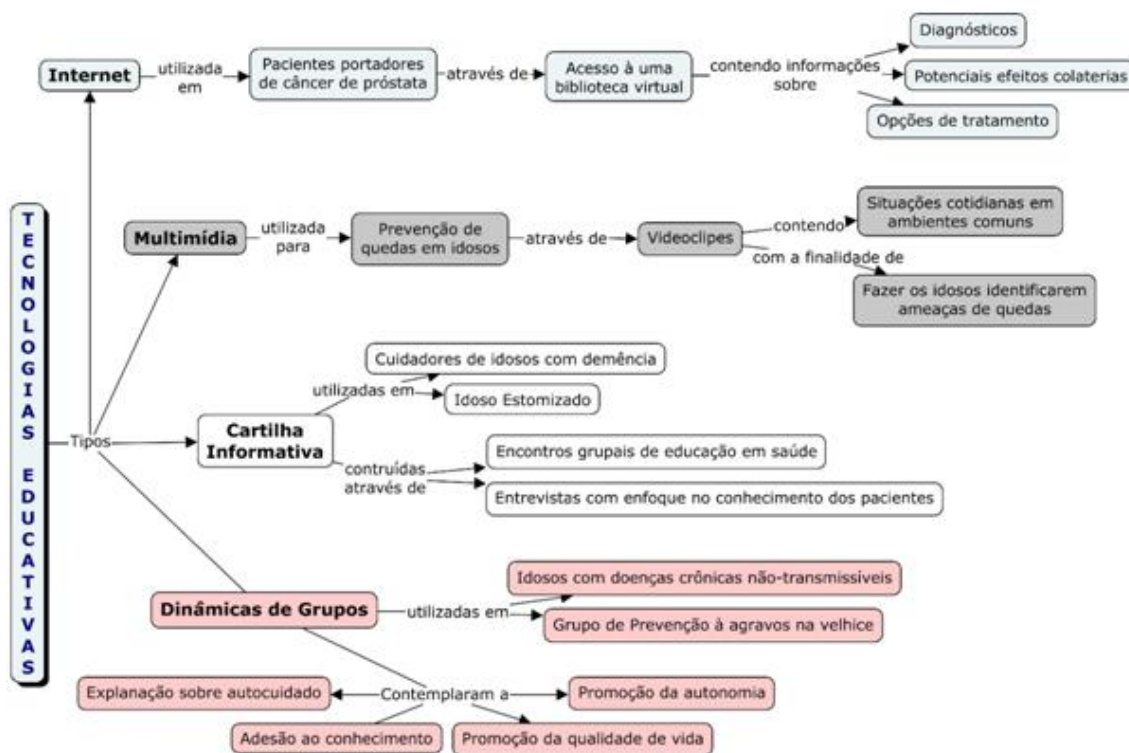 TECNOLOGIAS EDUCATIVAS
Tipos
Internet
utilizada
em
Pacientes portadores
de câncer de próstata
através de
Acesso à uma
biblioteca virtual
contendo informações
sobre
Diagnósticos
Potenciais efeitos colaterias
Opções de tratamento
Multimídia
utilizada
para
Prevenção de
quedas em idosos
através de
Videoclipes
contendo
Situações cotidianas em
ambientes comuns
com a finalidade de
Fazer os idosos identificarem
ameaças de quedas
Cartilha
Informativa
utilizadas em
Cuidadores de idosos com demência
Idoso Estomizado
contruídas
através de
Encontros grupais de educação em saúde
Entrevistas com enfoque no conhecimento dos pacientes
Dinâmicas de Grupos
utilizadas em
Idosos com doenças crônicas não-transmissíveis
Grupo de Prevenção à agravos na velhice
Contemplaram a
Explanação sobre autocuidado
Promoção da autonomia
Adesão ao conhecimento
Promoção da qualidade de vida